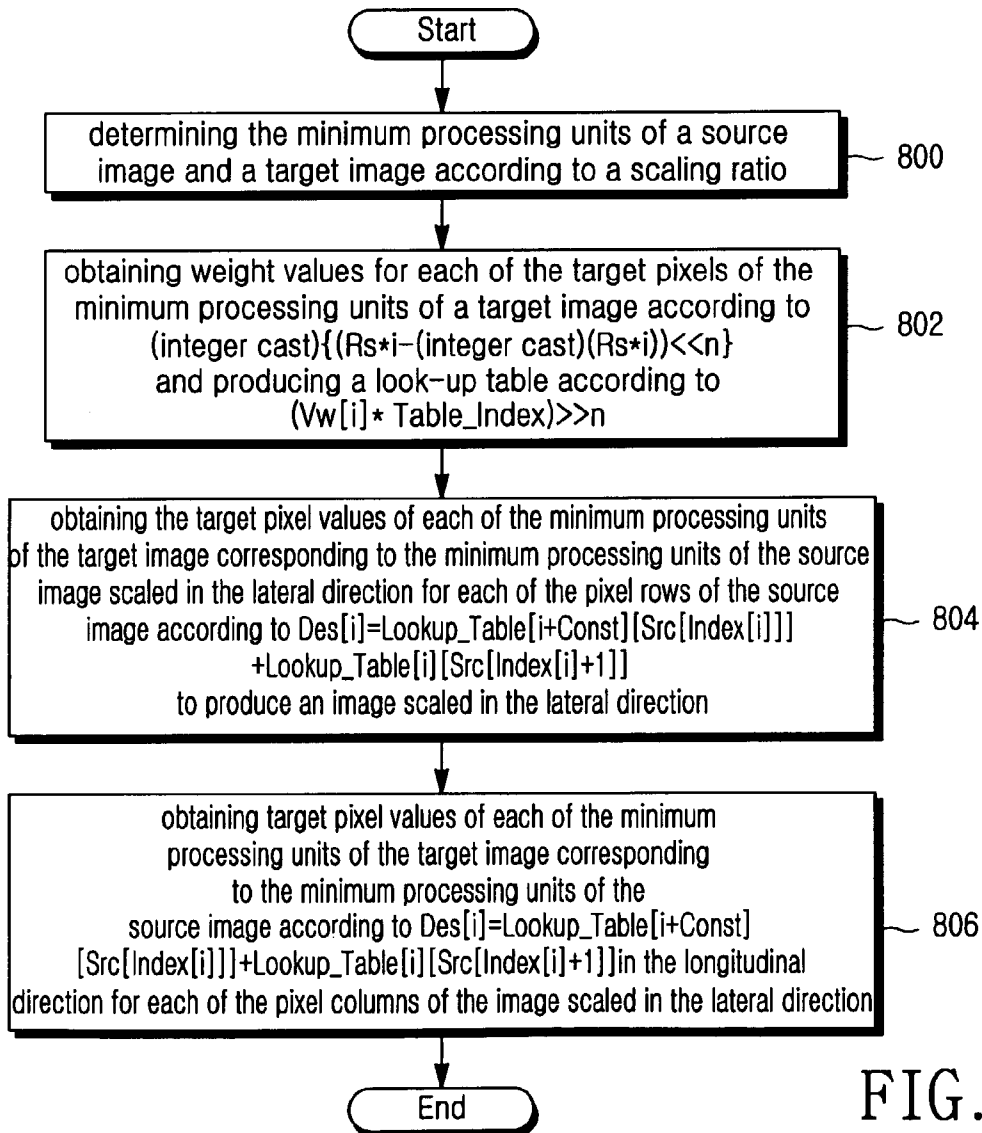 Start
determining the minimum processing units of a source
image and a target image according to a scaling ratio
800
obtaining weight values for each of the target pixels of the
minimum processing units of a target image according to
(integer cast){(Rs*i-(integer cast)(Rs*i))<<n}
and producing a look-up table according to
(Vw[i]* Table_Index)>>n
802
obtaining the target pixel values of each of the minimum processing units
of the target image corresponding to the minimum processing units of the source
image scaled in the lateral direction for each of the pixel rows of the source
image according to Des[i]=Lookup_Table[i+Const][Src[Index[i]]]
+Lookup_Table[i][Src[Index[i]+1]]
to produce an image scaled in the lateral direction
804
obtaining target pixel values of each of the minimum
processing units of the target image corresponding
to the minimum processing units of the
source image according to Des[i]=Lookup_Table[i+Const]
[Src[Index[i]]]+Lookup_Table[i][Src[Index[i]+1]]in the longitudinal
direction for each of the pixel columns of the image scaled in the lateral direction
806
End
FIG.